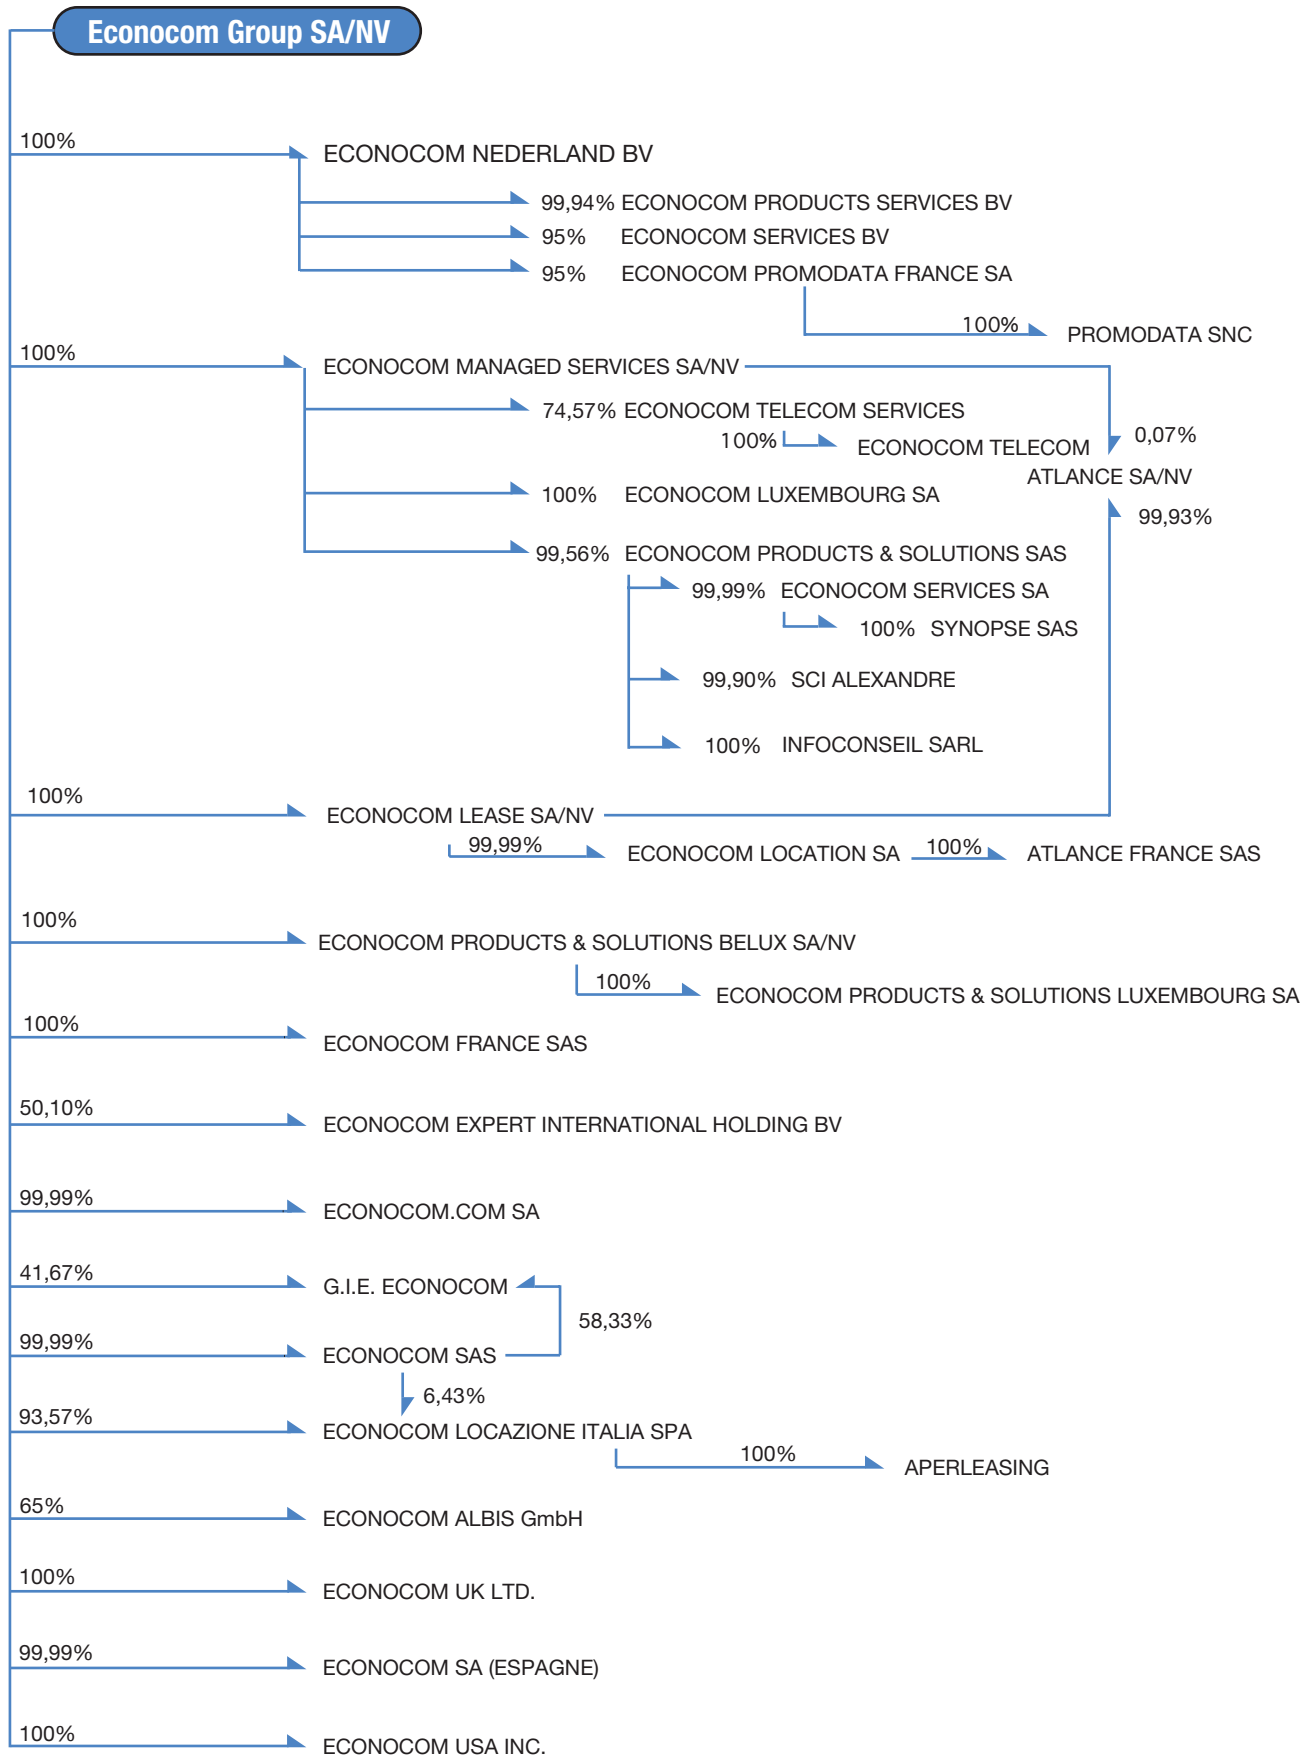 Econocom Group SA/NV
100%
ECONOCOM NEDERLAND BV
99,94% ECONOCOM PRODUCTS SERVICES BV
95% ECONOCOM SERVICES BV
95% ECONOCOM PROMODATA FRANCE SA
100% PROMODATA SNC
100%
ECONOCOM MANAGED SERVICES SA/NV
74,57% ECONOCOM TELECOM SERVICES
100% ECONOCOM TELECOM
0,07%
ATLANCE SA/NV
99,93%
100% ECONOCOM LUXEMBOURG SA
99,56% ECONOCOM PRODUCTS & SOLUTIONS SAS
99,99% ECONOCOM SERVICES SA
100% SYNOPSE SAS
99,90% SCI ALEXANDRE
100% INFOCONSEIL SARL
100%
ECONOCOM LEASE SA/NV
99,99% ECONOCOM LOCATION SA 100% ATLANCE FRANCE SAS
100%
ECONOCOM PRODUCTS & SOLUTIONS BELUX SA/NV
100% ECONOCOM PRODUCTS & SOLUTIONS LUXEMBOURG SA
100%
ECONOCOM FRANCE SAS
50,10%
ECONOCOM EXPERT INTERNATIONAL HOLDING BV
99,99%
ECONOCOM.COM SA
41,67%
G.I.E. ECONOCOM
58,33%
99,99%
ECONOCOM SAS
6,43%
93,57%
ECONOCOM LOCAZIONE ITALIA SPA
100% APERLEASING
65%
ECONOCOM ALBIS GmbH
100%
ECONOCOM UK LTD.
99,99%
ECONOCOM SA (ESPAGNE)
100%
ECONOCOM USA INC.